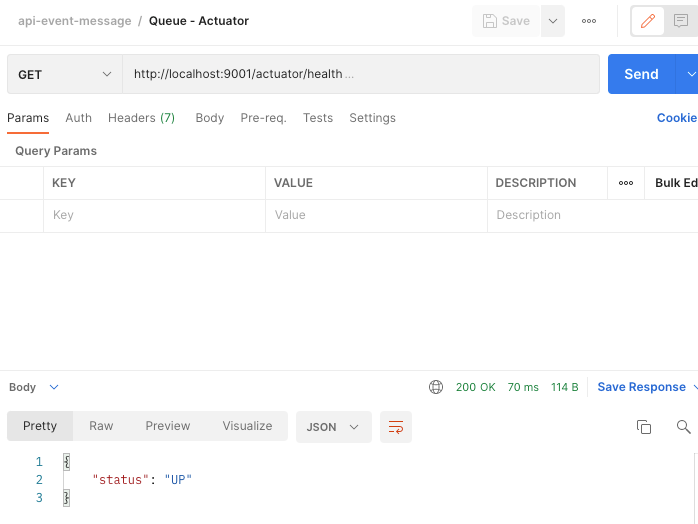 api-event-message / Queue - Actuator
Save
GET http://localhost:9001/actuator/health ... Send
Params Auth Headers (7) Body Pre-req. Tests Settings Cookie
Query Params
KEY VALUE DESCRIPTION Bulk Ed
Key Value Description
Body 200 OK 70 ms 114 B Save Response
Pretty Raw Preview Visualize JSON
1 {
2 "status": "UP"
3 }